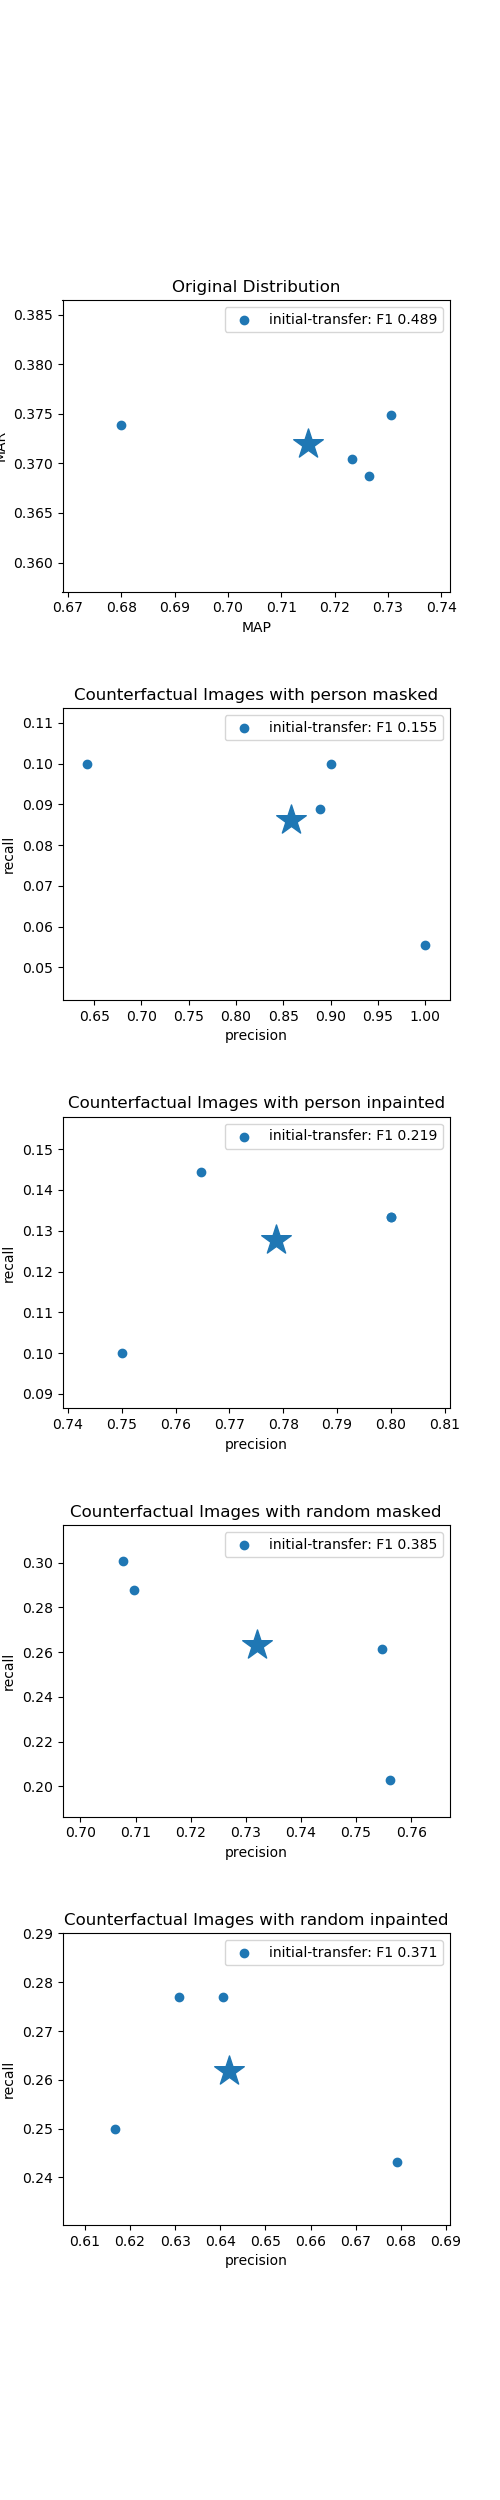 Original Distribution
initial-transfer: F1 0.489
0.385
0.380
0.375
0.370
0.365
0.360
MAR
0.67 0.68 0.69 0.70 0.71 0.72 0.73 0.74
MAP
Counterfactual Images with person masked
initial-transfer: F1 0.155
0.11
0.10
0.09
0.08
0.07
0.06
0.05
recall
0.65 0.70 0.75 0.80 0.85 0.90 0.95 1.00
precision
Counterfactual Images with person inpainted
initial-transfer: F1 0.219
0.15
0.14
0.13
0.12
0.11
0.10
0.09
recall
0.74 0.75 0.76 0.77 0.78 0.79 0.80 0.81
precision
Counterfactual Images with random masked
initial-transfer: F1 0.385
0.30
0.28
0.26
0.24
0.22
0.20
recall
0.70 0.71 0.72 0.73 0.74 0.75 0.76
precision
Counterfactual Images with random inpainted
initial-transfer: F1 0.371
0.29
0.28
0.27
0.26
0.25
0.24
recall
0.61 0.62 0.63 0.64 0.65 0.66 0.67 0.68 0.69
precision